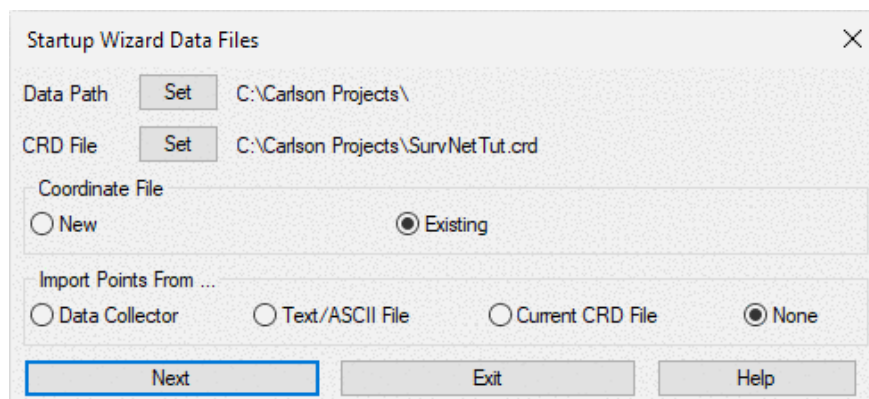 Startup Wizard Data Files
Data Path Set C:\Carlson Projects\
CRD File Set C:\Carlson Projects\SurvNetTut.crd
Coordinate File
New Existing
Import Points From ...
Data Collector Text/ASCII File Current CRD File None
Next Exit Help